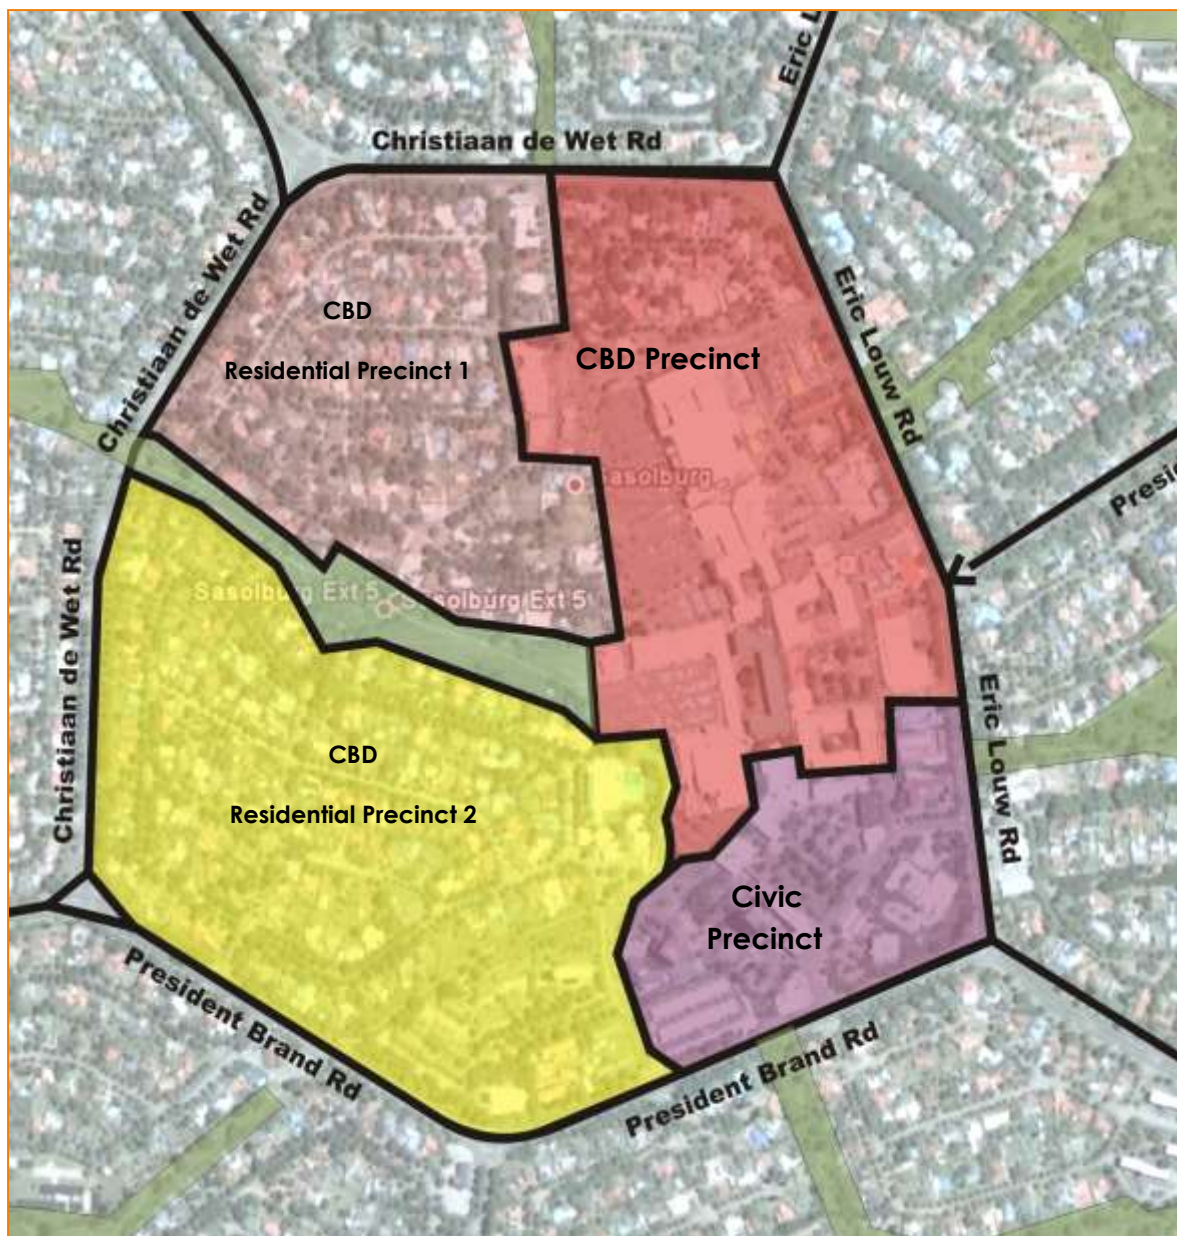 Eric L
Christiaan de Wet Rd
Christiaan de Wet Rd
CBD
Residential Precinct 1
CBD Precinct
Eric Louw Rd
Sasolburg
Presid
Sasolburg Ext 5
Sasolburg Ext 5
Christiaan de Wet Rd
CBD
Residential Precinct 2
Eric Louw Rd
Civic
Precinct
President Brand Rd
President Brand Rd